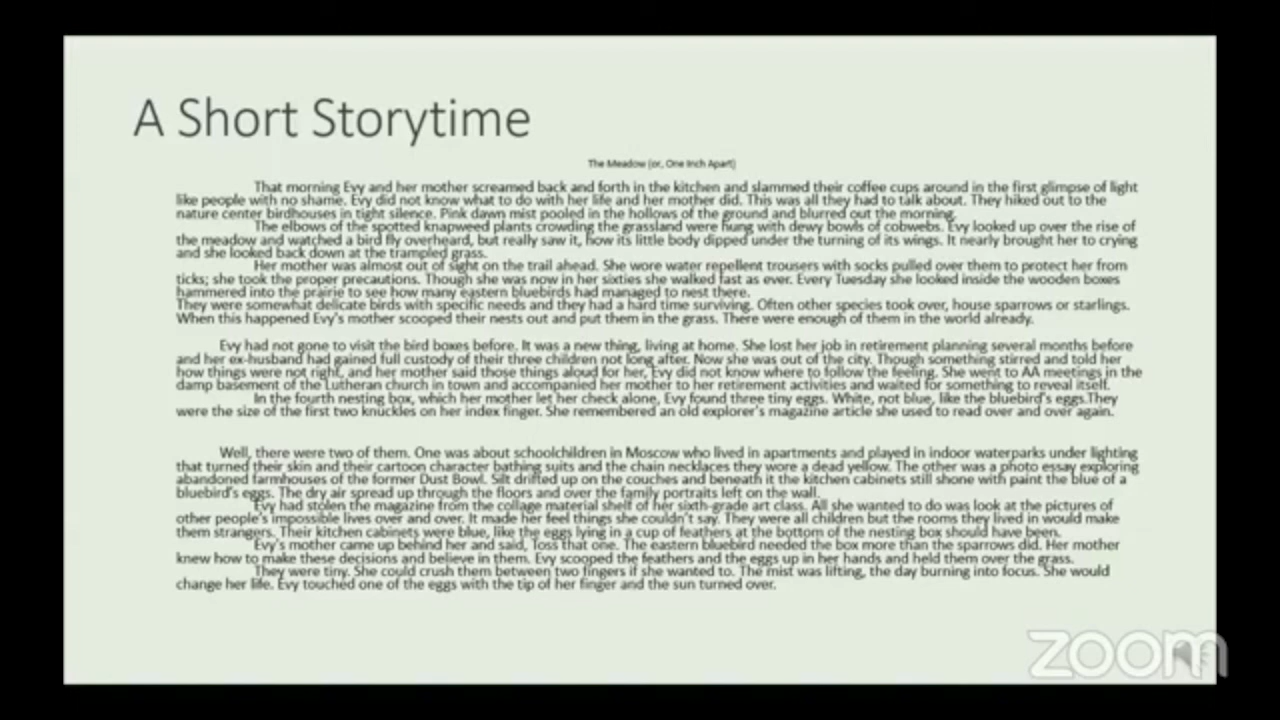 A Short Storytime
The Meadow (or, One Inch Apart)
That morning Evy and her mother screamed back and forth in the kitchen and slammed their coffee cups around in the first glimpse of light
like people with no shame. Evy did not know what to do with her life and her mother did. This was all they had to talk about. They hiked out to the
nature center birdhouses in tight silence. Pink dawn mist pooled in the hollows of the ground and blurred out the morning.
The elbows of the spotted knapweed plants crowding the grassland were hung with dewy bowls of cobwebs. Evy looked up over the rise of
the meadow and watched a bird fly overheard, but really saw it, how its little body dipped under the turning of its wings. It nearly brought her to crying
and she looked back down at the trampled grass.
Her mother was almost out of sight on the trail ahead. She wore water repellent trousers with socks pulled over them to protect her from
ticks; she took the proper precautions. Though she was now in her sixties she walked fast as ever. Every Tuesday she looked inside the wooden boxes
hammered into the prairie to see how many eastern bluebirds had managed to nest there.
They were somewhat delicate birds with specific needs and they had a hard time surviving. Often other species took over, house sparrows or starlings.
When this happened Evy's mother scooped their nests out and put them in the grass. There were enough of them in the world already.
Evy had not gone to visit the bird boxes before. It was a new thing, living at home. She lost her job in retirement planning several months before
and her ex-husband had gained full custody of their three children not long after. Now she was out of the city. Though something stirred and told her
how things were not right, and her mother said those things aloud for her, Evy did not know where to follow the feeling. She went to AA meetings in the
damp basement of the Lutheran church in town and accompanied her mother to her retirement activities and waited for something to reveal itself.
In the fourth nesting box, which her mother let her check alone, Evy found three tiny eggs. White, not blue, like the bluebird's eggs.They
were the size of the first two knuckles on her index finger. She remembered an old explorer's magazine article she used to read over and over again.
Well, there were two of them. One was about schoolchildren in Moscow who lived in apartments and played in indoor waterparks under lighting
that turned their skin and their cartoon character bathing suits and the chain necklaces they wore a dead yellow. The other was a photo essay exploring
abandoned farmhouses of the former Dust Bowl. Silt drifted up on the couches and beneath it the kitchen cabinets still shone with paint the blue of a
bluebird's eggs. The dry air spread up through the floors and over the family portraits left on the wall.
Evy had stolen the magazine from the collage material shelf of her sixth-grade art class. All she wanted to do was look at the pictures of
other people's impossible lives over and over. It made her feel things she couldn't say. They were all children but the rooms they lived in would make
them strangers. Their kitchen cabinets were blue, like the eggs lying in a cup of feathers at the bottom of the nesting box should have been.
Evy's mother came up behind her and said, Toss that one. The eastern bluebird needed the box more than the sparrows did. Her mother
knew how to make these decisions and believe in them. Evy scooped the feathers and the eggs up in her hands and held them over the grass.
They were tiny. She could crush them between two fingers if she wanted to. The mist was lifting, the day burning into focus. She would
change her life. Evy touched one of the eggs with the tip of her finger and the sun turned over.
zoom